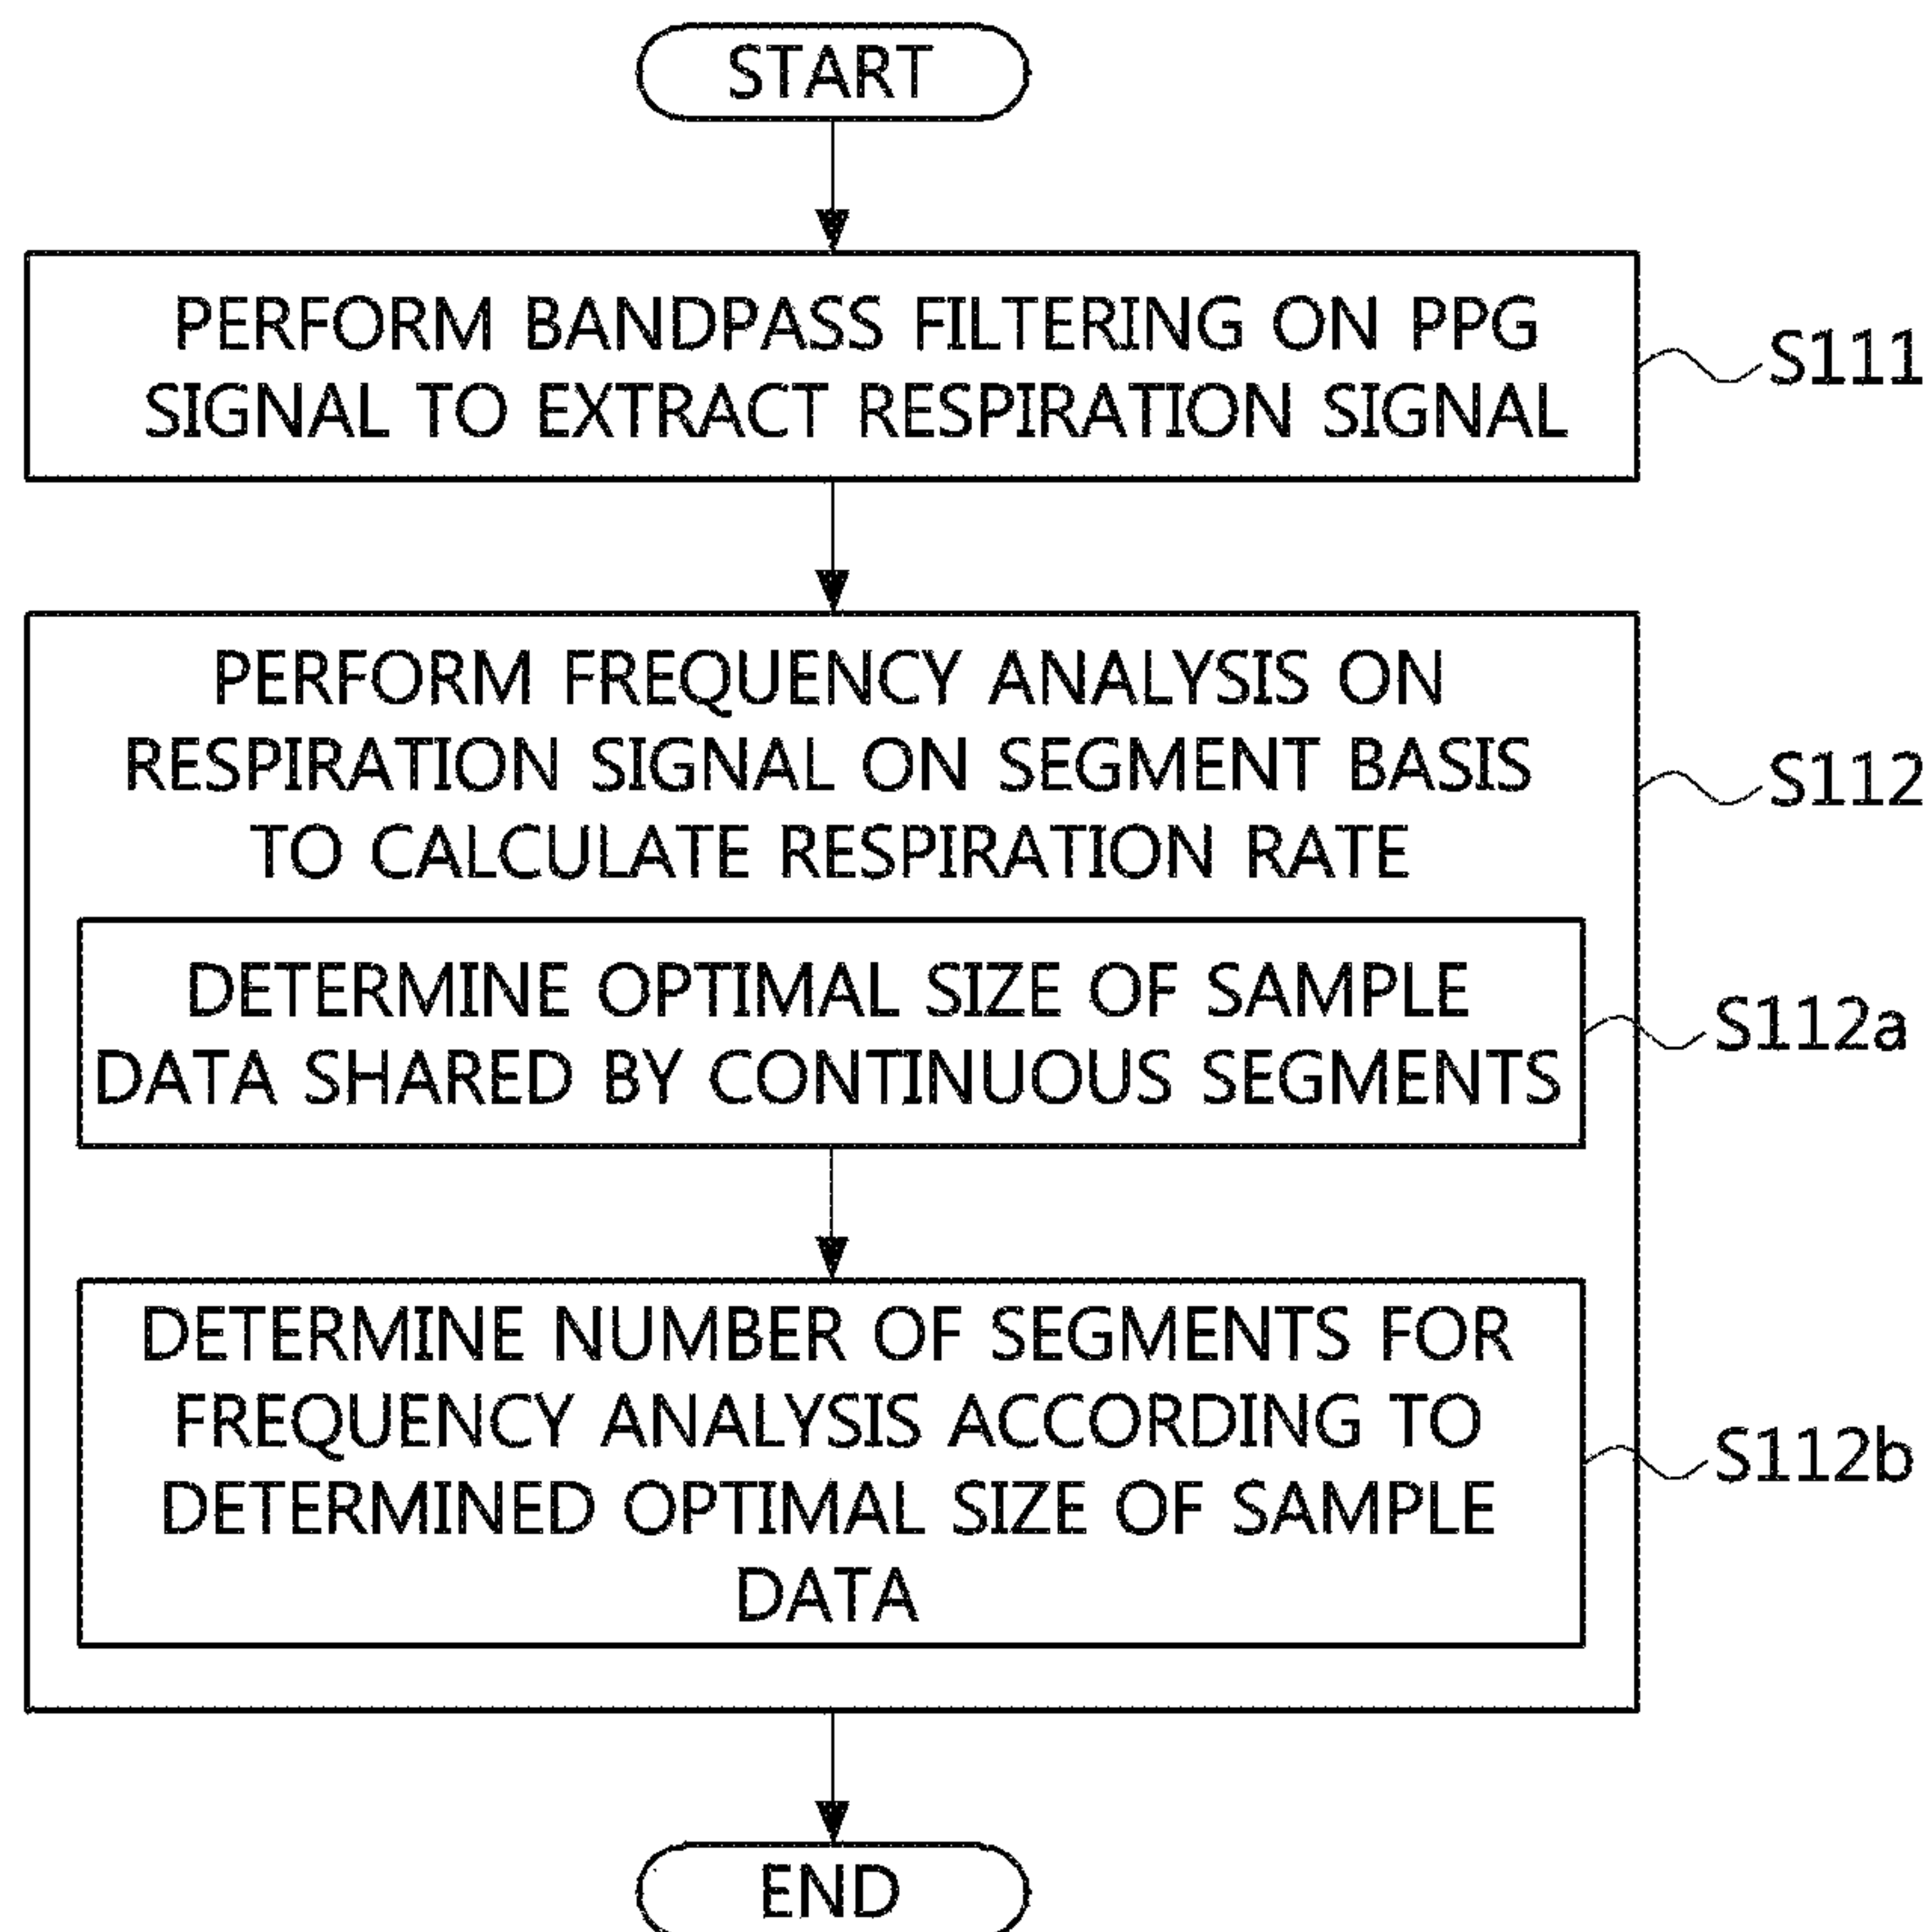 START
PERFORM BANDPASS FILTERING ON PPG
SIGNAL TO EXTRACT RESPIRATION SIGNAL
S111
PERFORM FREQUENCY ANALYSIS ON
RESPIRATION SIGNAL ON SEGMENT BASIS
TO CALCULATE RESPIRATION RATE
S112
DETERMINE OPTIMAL SIZE OF SAMPLE
DATA SHARED BY CONTINUOUS SEGMENTS
S112a
DETERMINE NUMBER OF SEGMENTS FOR
FREQUENCY ANALYSIS ACCORDING TO
DETERMINED OPTIMAL SIZE OF SAMPLE
DATA
S112b
END